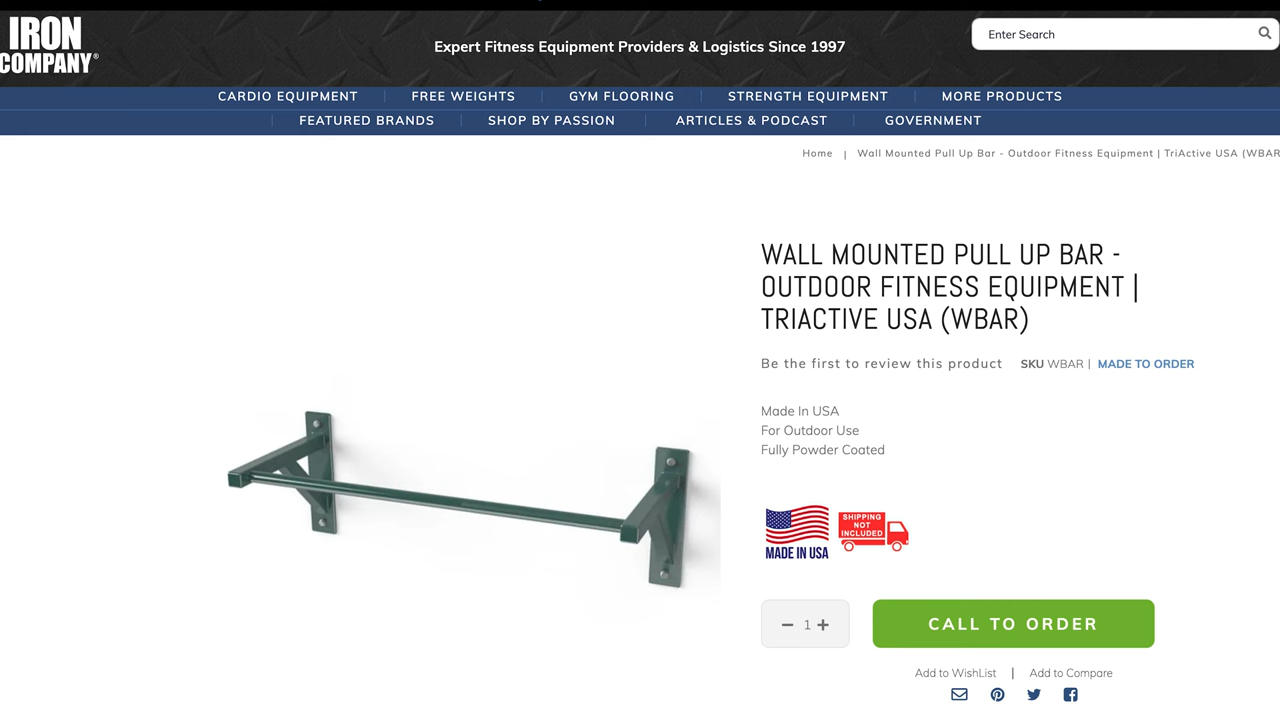 IRON
COMPANY®
Expert Fitness Equipment Providers & Logistics Since 1997
Enter Search
CARDIO EQUIPMENT
FREE WEIGHTS
GYM FLOORING
STRENGTH EQUIPMENT
MORE PRODUCTS
FEATURED BRANDS
SHOP BY PASSION
ARTICLES & PODCAST
GOVERNMENT
Home | Wall Mounted Pull Up Bar - Outdoor Fitness Equipment | TriActive USA (WBAR
WALL MOUNTED PULL UP BAR -
OUTDOOR FITNESS EQUIPMENT |
TRIACTIVE USA (WBAR)
Be the first to review this product SKU WBAR | MADE TO ORDER
Made In USA
For Outdoor Use
Fully Powder Coated
MADE IN USA
SHIPPING
NOT
INCLUDED
1
CALL TO ORDER
Add to WishList | Add to Compare